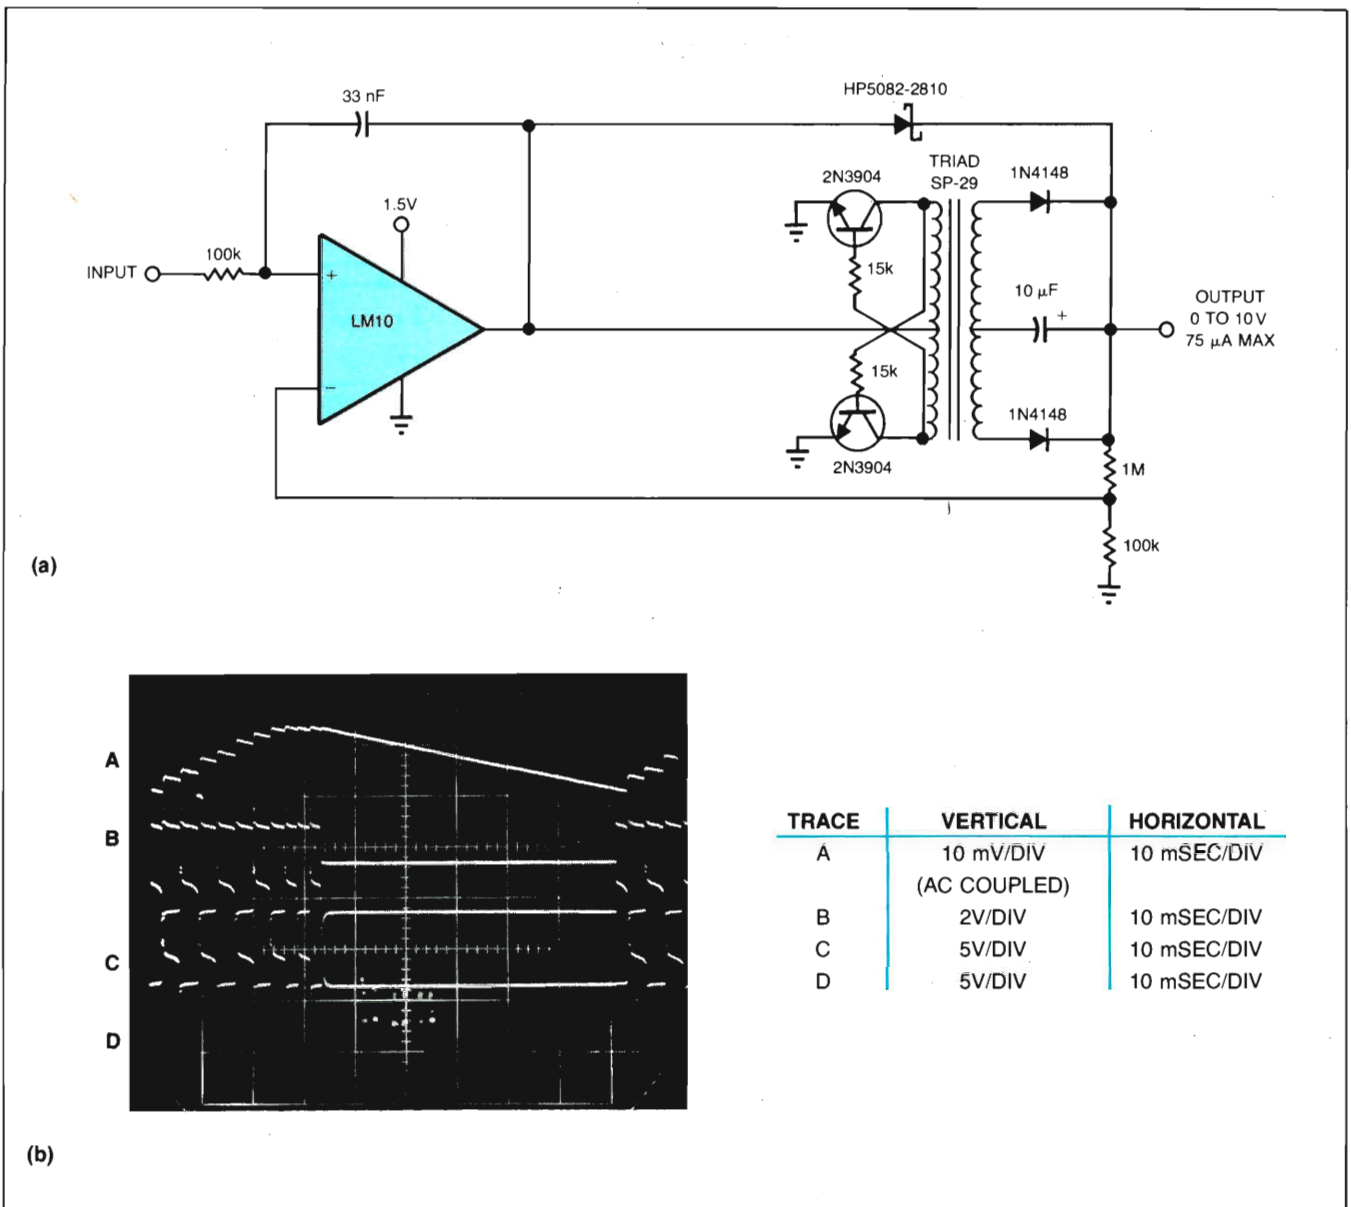 33 nF
HP5082-2810
TRIAD
SP-29
2N3904
1N4148
1.5V
100k
INPUT
+
LM10
15k
10 µF
+
OUTPUT
0 TO 10V
75 µA MAX
15k
−
1N4148
2N3904
1M
100k
(a)
A
B
C
D
TRACE VERTICAL HORIZONTAL
A 10 mV/DIV 10 mSEC/DIV
(AC COUPLED)
B 2V/DIV 10 mSEC/DIV
C 5V/DIV 10 mSEC/DIV
D 5V/DIV 10 mSEC/DIV
(b)